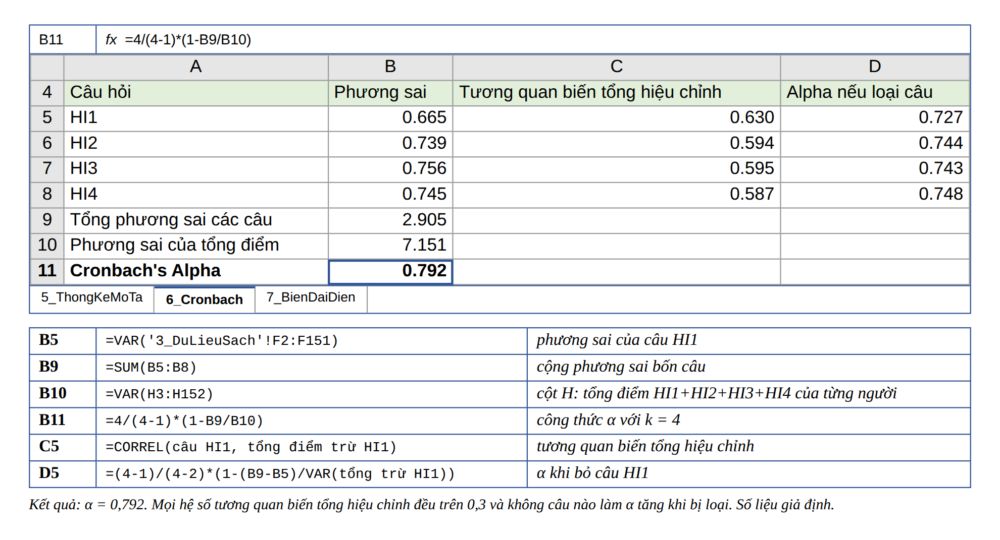 B11 fx =4/(4-1)*(1-B9/B10)
A B C D
4 Câu hỏi Phương sai Tương quan biến tổng hiệu chỉnh Alpha nếu loại câu
5 HI1 0.665 0.630 0.727
6 HI2 0.739 0.594 0.744
7 HI3 0.756 0.595 0.743
8 HI4 0.745 0.587 0.748
9 Tổng phương sai các câu 2.905
10 Phương sai của tổng điểm 7.151
11 Cronbach's Alpha 0.792
5_ThongKeMoTa 6_Cronbach 7_BienDaiDien
B5 =VAR('3_DuLieuSach'!F2:F151) phương sai của câu HI1
B9 =SUM(B5:B8) cộng phương sai bốn câu
B10 =VAR(H3:H152) cột H: tổng điểm HI1+HI2+HI3+HI4 của từng người
B11 =4/(4-1)*(1-B9/B10) công thức α với k = 4
C5 =CORREL(câu HI1, tổng điểm trừ HI1) tương quan biến tổng hiệu chỉnh
D5 =(4-1)/(4-2)*(1-(B9-B5)/VAR(tổng trừ HI1)) α khi bỏ câu HI1
Kết quả: α = 0,792. Mọi hệ số tương quan biến tổng hiệu chỉnh đều trên 0,3 và không câu nào làm α tăng khi bị loại. Số liệu giả định.